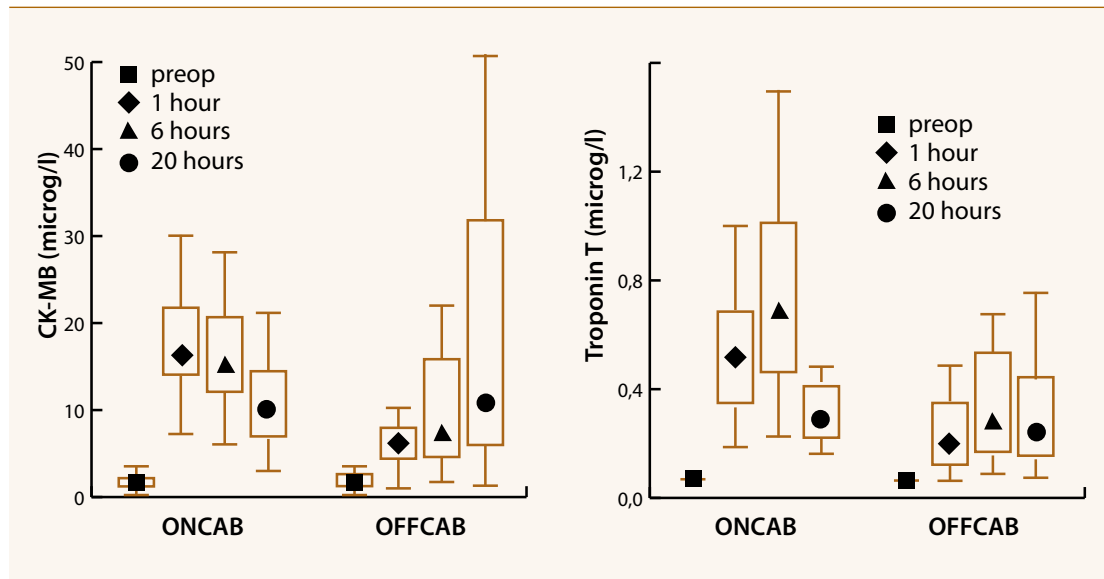 CK-MB (microg/l)
50
40
30
20
10
0
preop
1 hour
6 hours
20 hours
ONCAB
OFFCAB
Troponin T (microg/l)
1,2
0,8
0,4
0,0
preop
1 hour
6 hours
20 hours
ONCAB
OFFCAB